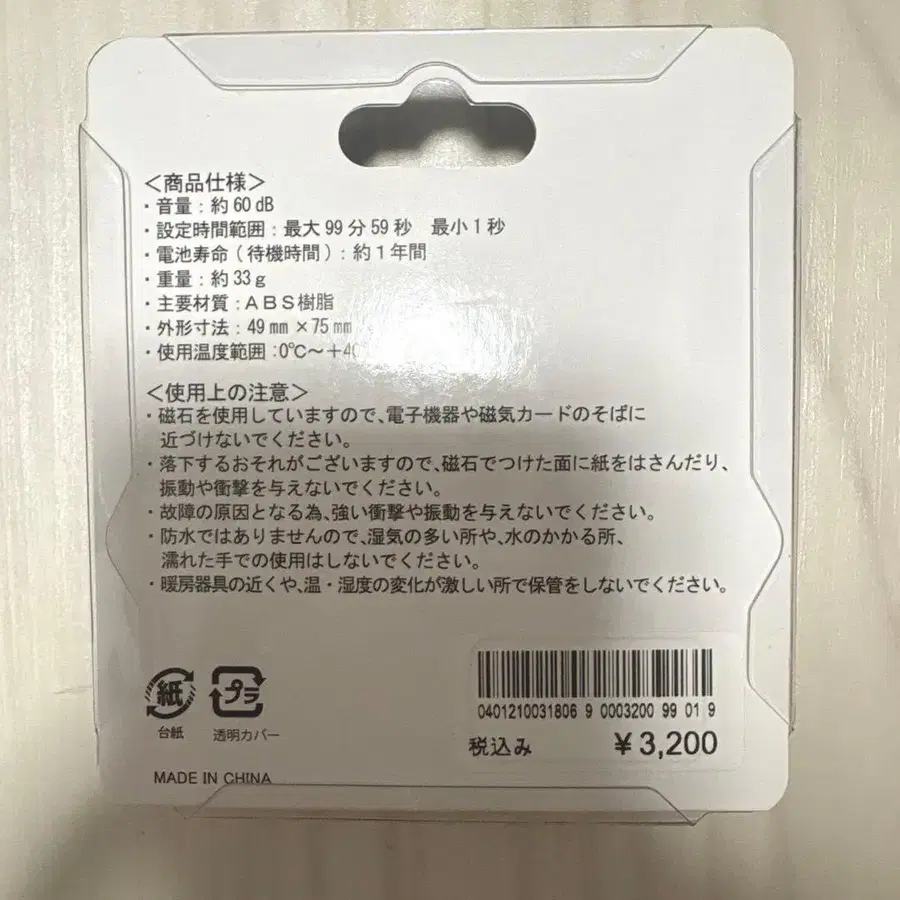 <商品仕様>
・音量：約60dB
・設定時間範囲：最大99分59秒　最小1秒
・電池寿命（待機時間）：約1年間
・重量：約33g
・主要材質：ABS樹脂
・外形寸法：49㎜×75㎜
・使用温度範囲：0℃～+40
<使用上の注意>
・磁石を使用していますので、電子機器や磁気カードのそばに
近づけないでください。
・落下するおそれがございますので、磁石でつけた面に紙をはさんだり、
振動や衝撃を与えないでください。
・故障の原因となる為、強い衝撃や振動を与えないでください。
・防水ではありませんので、湿気の多い所や、水のかかる所、
濡れた手での使用はしないでください。
・暖房器具の近くや、温・湿度の変化が激しい所で保管をしないでください。
紙
台紙
プラ
透明カバー
0401210031806 9 0003200 99 01 9
税込み ￥3,200
MADE IN CHINA